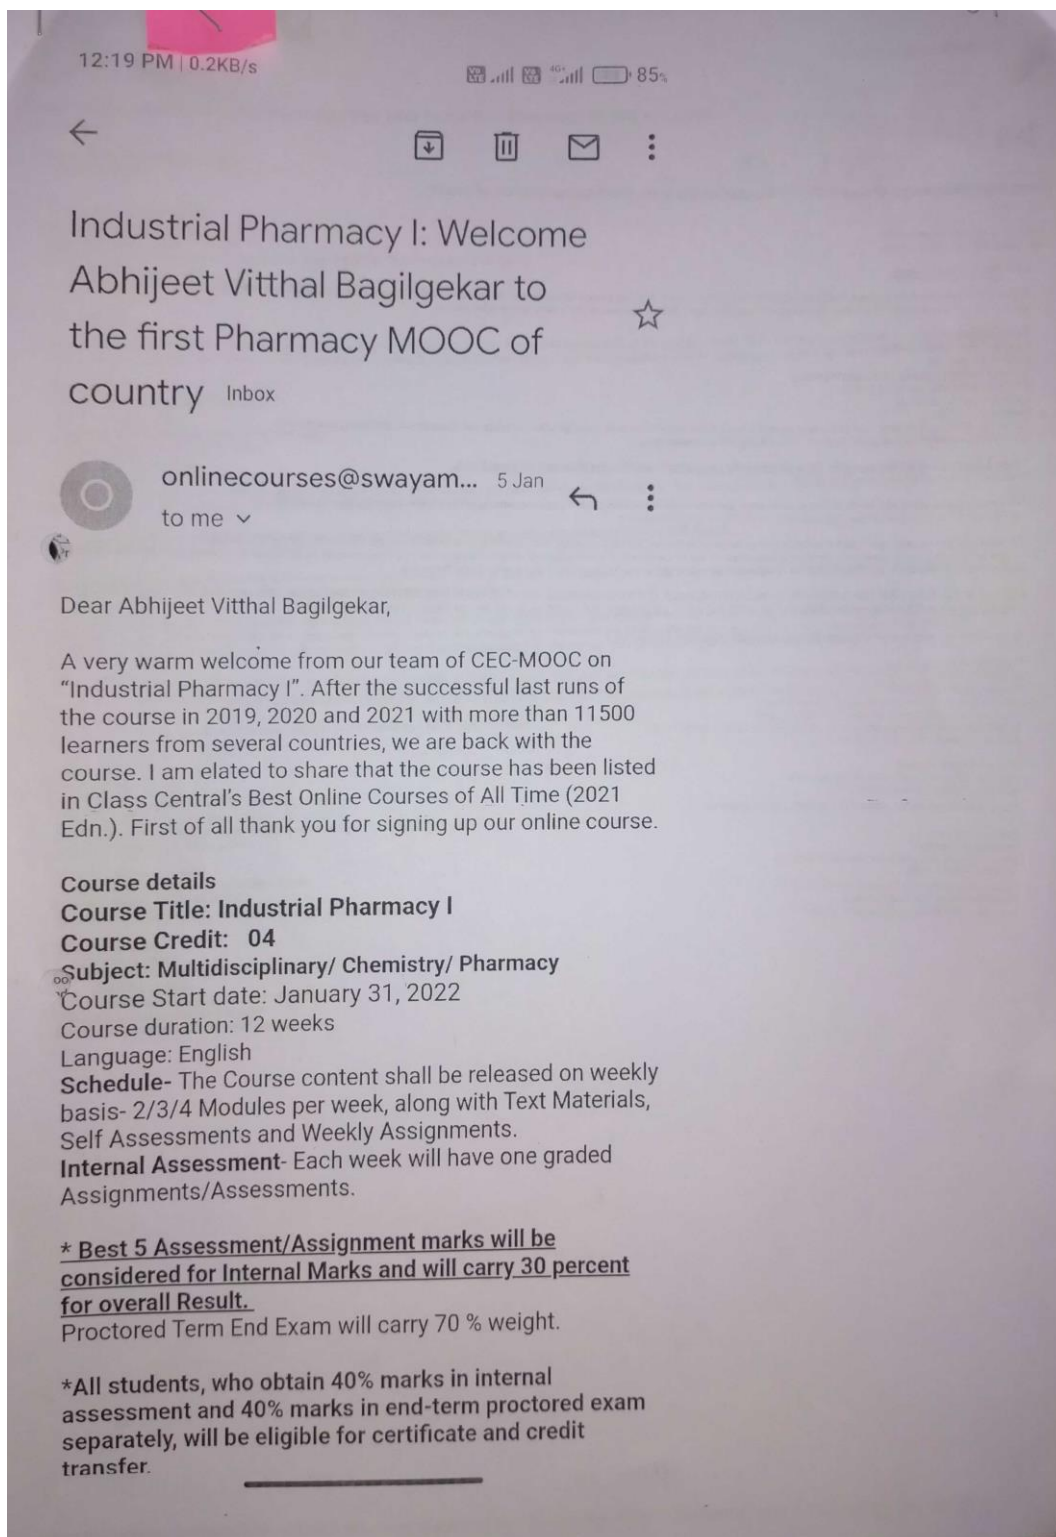 12:19 PM | 0.2KB/s
4G+ 85%
Industrial Pharmacy I: Welcome
Abhijeet Vitthal Bagilgekar to
the first Pharmacy MOOC of
country Inbox
O onlinecourses@swayam... 5 Jan
to me
Dear Abhijeet Vitthal Bagilgekar,
A very warm welcome from our team of CEC-MOOC on
“Industrial Pharmacy I”. After the successful last runs of
the course in 2019, 2020 and 2021 with more than 11500
learners from several countries, we are back with the
course. I am elated to share that the course has been listed
in Class Central's Best Online Courses of All Time (2021
Edn.). First of all thank you for signing up our online course.
Course details
Course Title: Industrial Pharmacy I
Course Credit: 04
Subject: Multidisciplinary/ Chemistry/ Pharmacy
Course Start date: January 31, 2022
Course duration: 12 weeks
Language: English
Schedule- The Course content shall be released on weekly
basis- 2/3/4 Modules per week, along with Text Materials,
Self Assessments and Weekly Assignments.
Internal Assessment- Each week will have one graded
Assignments/Assessments.
* Best 5 Assessment/Assignment marks will be
considered for Internal Marks and will carry 30 percent
for overall Result.
Proctored Term End Exam will carry 70 % weight.
*All students, who obtain 40% marks in internal
assessment and 40% marks in end-term proctored exam
separately, will be eligible for certificate and credit
transfer.